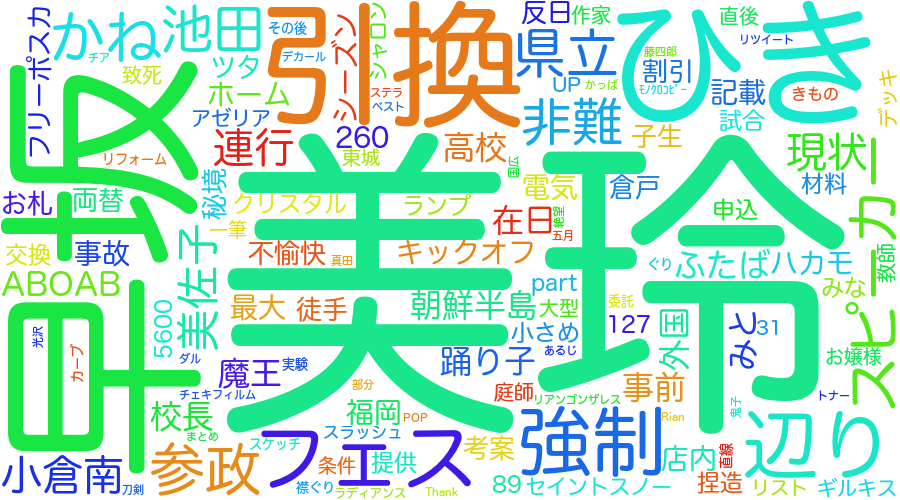 かね
池田
引換
反日
作家
直後
ひき
フリーポスカ
チア
その後
デカール
シャロン
シーズン
県立
藤四郎
リツイート
致死
ツタ
ホーム
ステラ
ベスト
UP
かっぱ
割引
モノクロコピー
記載
きもの
デッキ
早坂
アゼリア
260
非難
試合
リフォーム
連行
東城
高校
国広
子生
現状
お札
両替
秘境
クリスタル
ランプ
電気
倉戸
申込
材料
スピーカー
交換
事故
一筆
不愉快
真田
キックオフ
在日
絶望
五月
ぐり
ふたば
ハカモ
教師
ABOAB
美佐子
最大
徒手
朝鮮半島
part
大型
委託
みな
美玲
光沢
カーブ
5600
ダル
魔王
実験
踊り子
小さめ
あるじ
127
外国
みと
31
お嬢様
チェキフィルム
部分
庭師
リアンゴンザレス
事前
鬼子
トナー
校長
まとめ
福岡
POP
強制
Rian
辺り
小倉南
刀剣
参政
スケッチ
スラッシュ
フェス
条件
提供
考案
店内
直線
襟ぐり
ラディアンス
Thank
89
セイントスノー
捏造
リスト
ギルキス